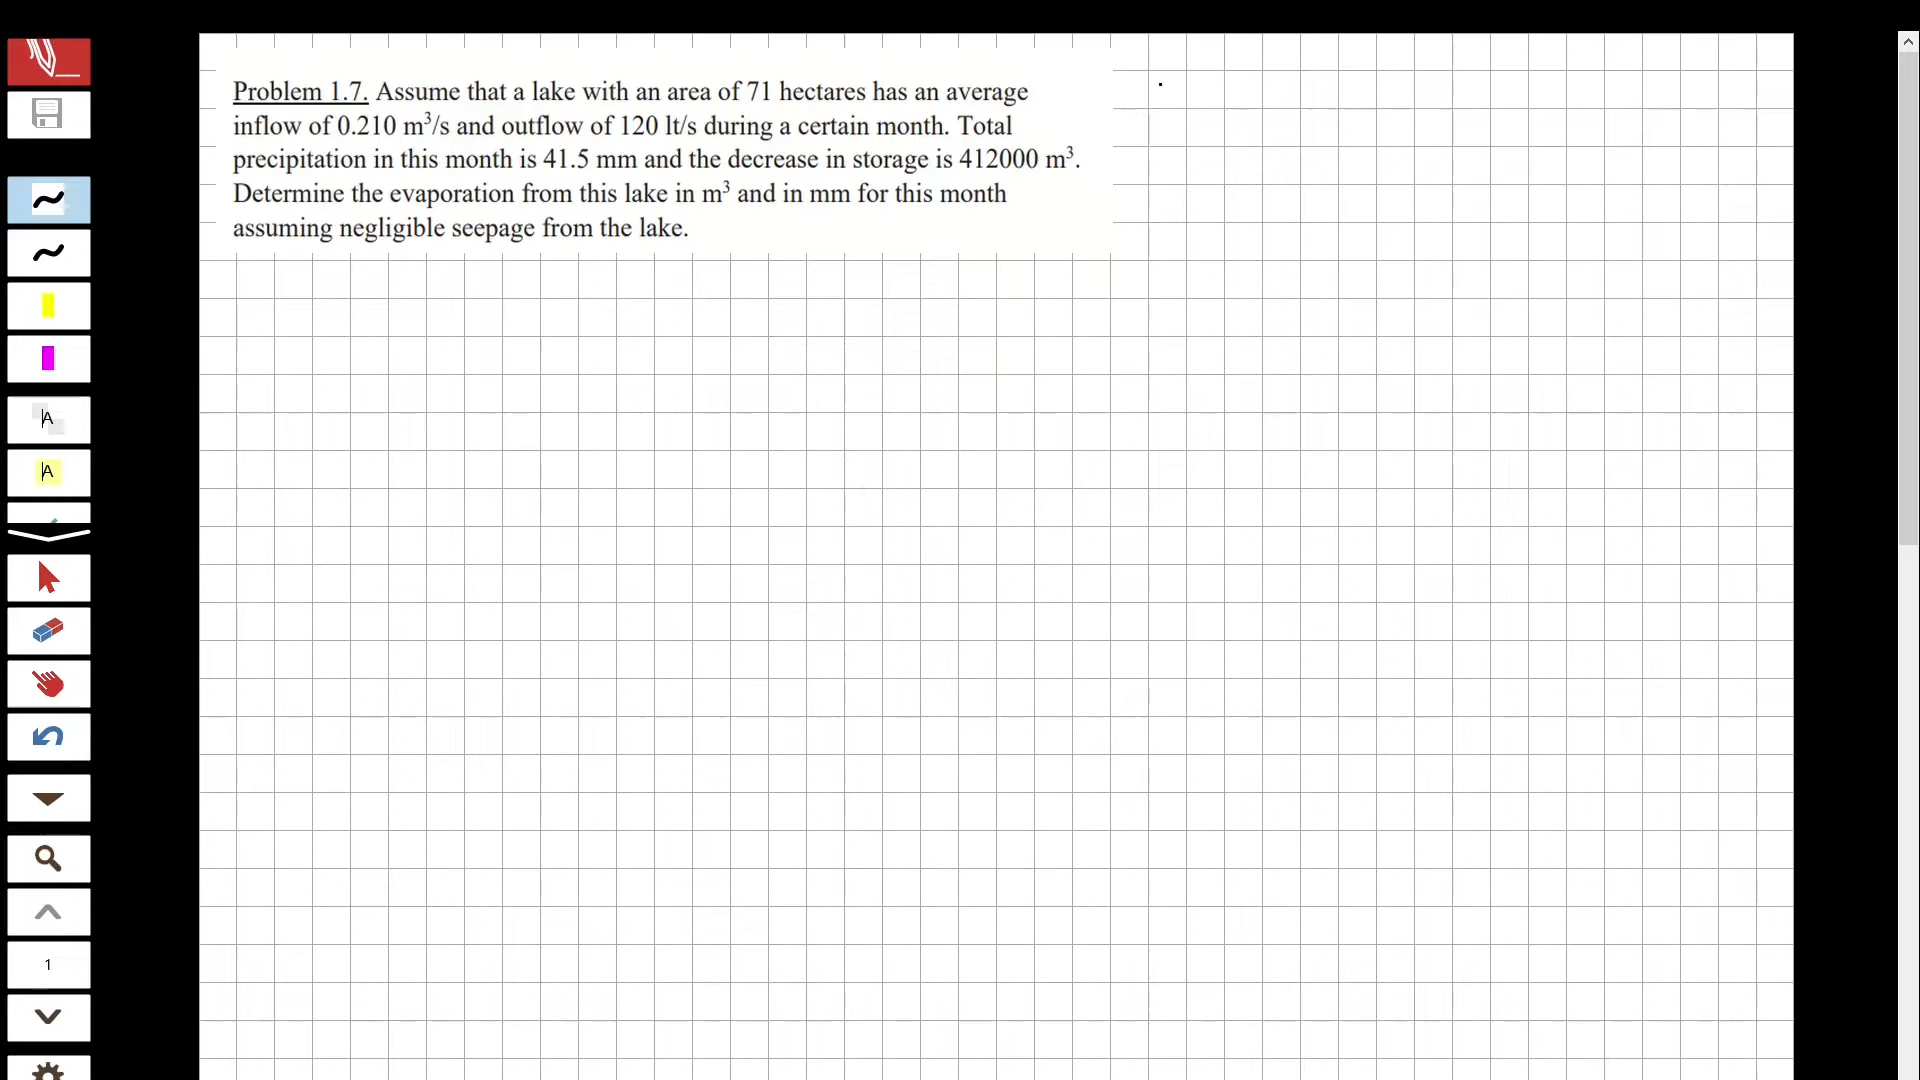 Problem 1.7. Assume that a lake with an area of 71 hectares has an average
inflow of 0.210 m³/s and outflow of 120 lt/s during a certain month. Total
precipitation in this month is 41.5 mm and the decrease in storage is 412000 m³.
Determine the evaporation from this lake in m³ and in mm for this month
assuming negligible seepage from the lake.
A
A
1